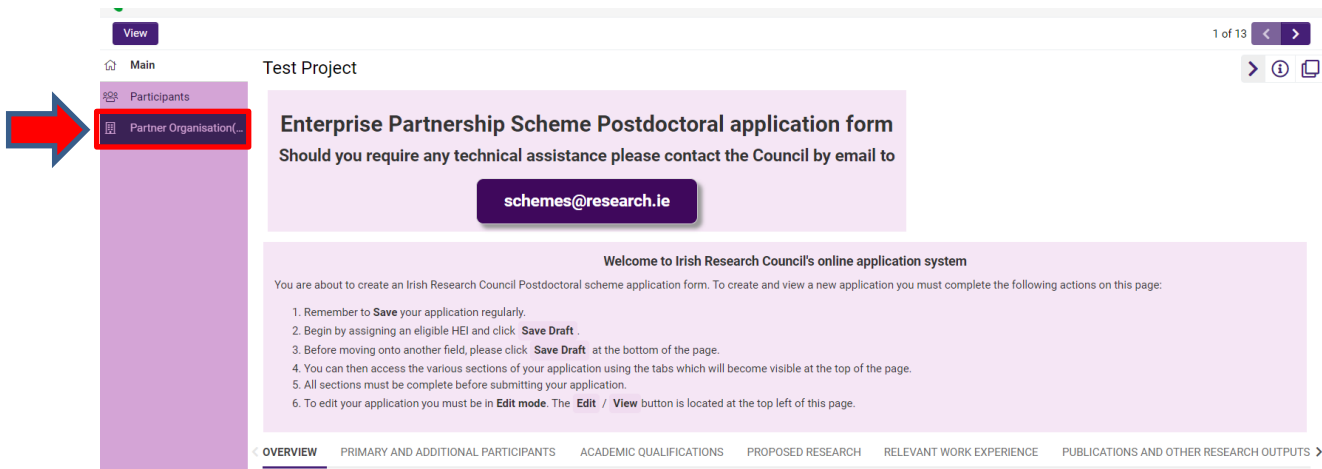 View
1 of 13
Main
Test Project
Participants
Partner Organisation(...
Enterprise Partnership Scheme Postdoctoral application form
Should you require any technical assistance please contact the Council by email to
schemes@research.ie
Welcome to Irish Research Council's online application system
You are about to create an Irish Research Council Postdoctoral scheme application form. To create and view a new application you must complete the following actions on this page:
1. Remember to Save your application regularly.
2. Begin by assigning an eligible HEI and click Save Draft .
3. Before moving onto another field, please click Save Draft at the bottom of the page.
4. You can then access the various sections of your application using the tabs which will become visible at the top of the page.
5. All sections must be complete before submitting your application.
6. To edit your application you must be in Edit mode. The Edit / View button is located at the top left of this page.
OVERVIEW PRIMARY AND ADDITIONAL PARTICIPANTS ACADEMIC QUALIFICATIONS PROPOSED RESEARCH RELEVANT WORK EXPERIENCE PUBLICATIONS AND OTHER RESEARCH OUTPUTS